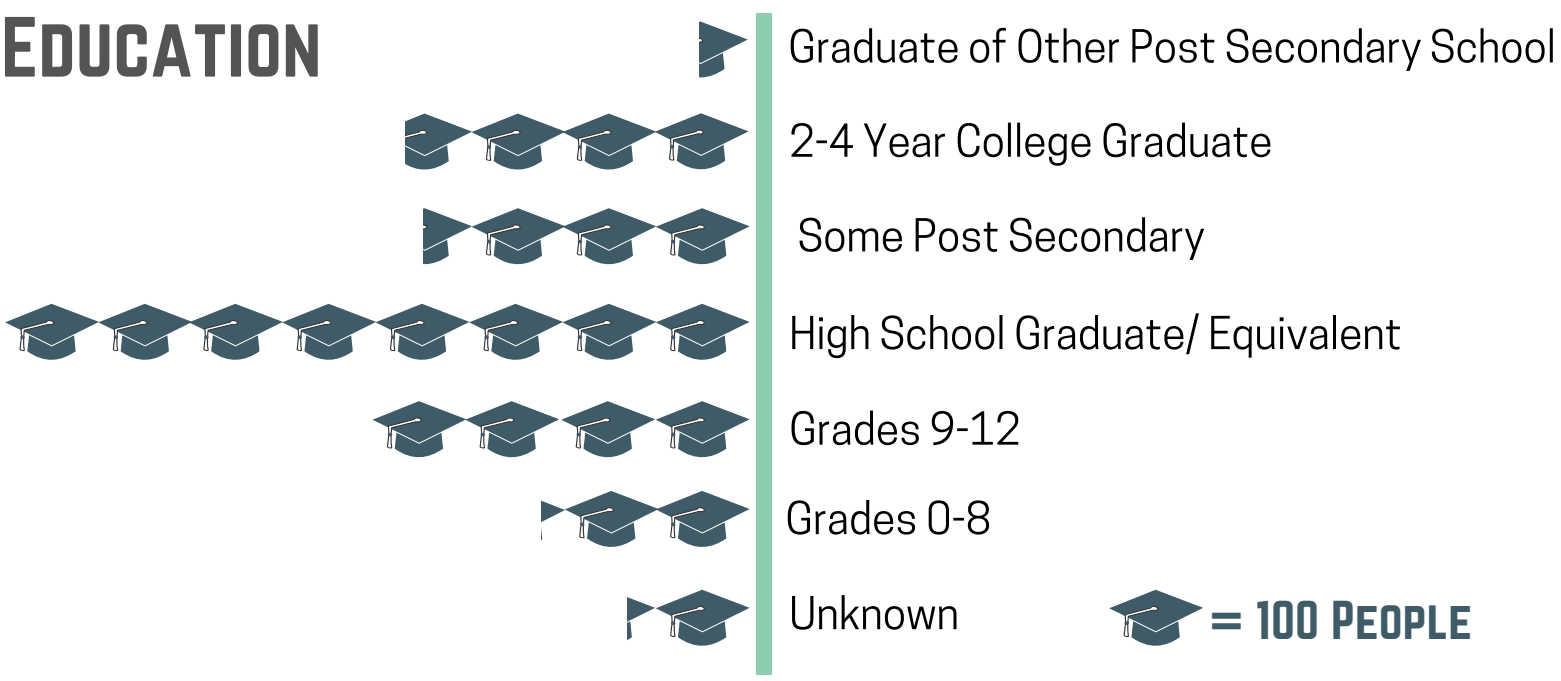 EDUCATION
Graduate of Other Post Secondary School
2-4 Year College Graduate
Some Post Secondary
High School Graduate/ Equivalent
Grades 9-12
Grades 0-8
Unknown
= 100 PEOPLE